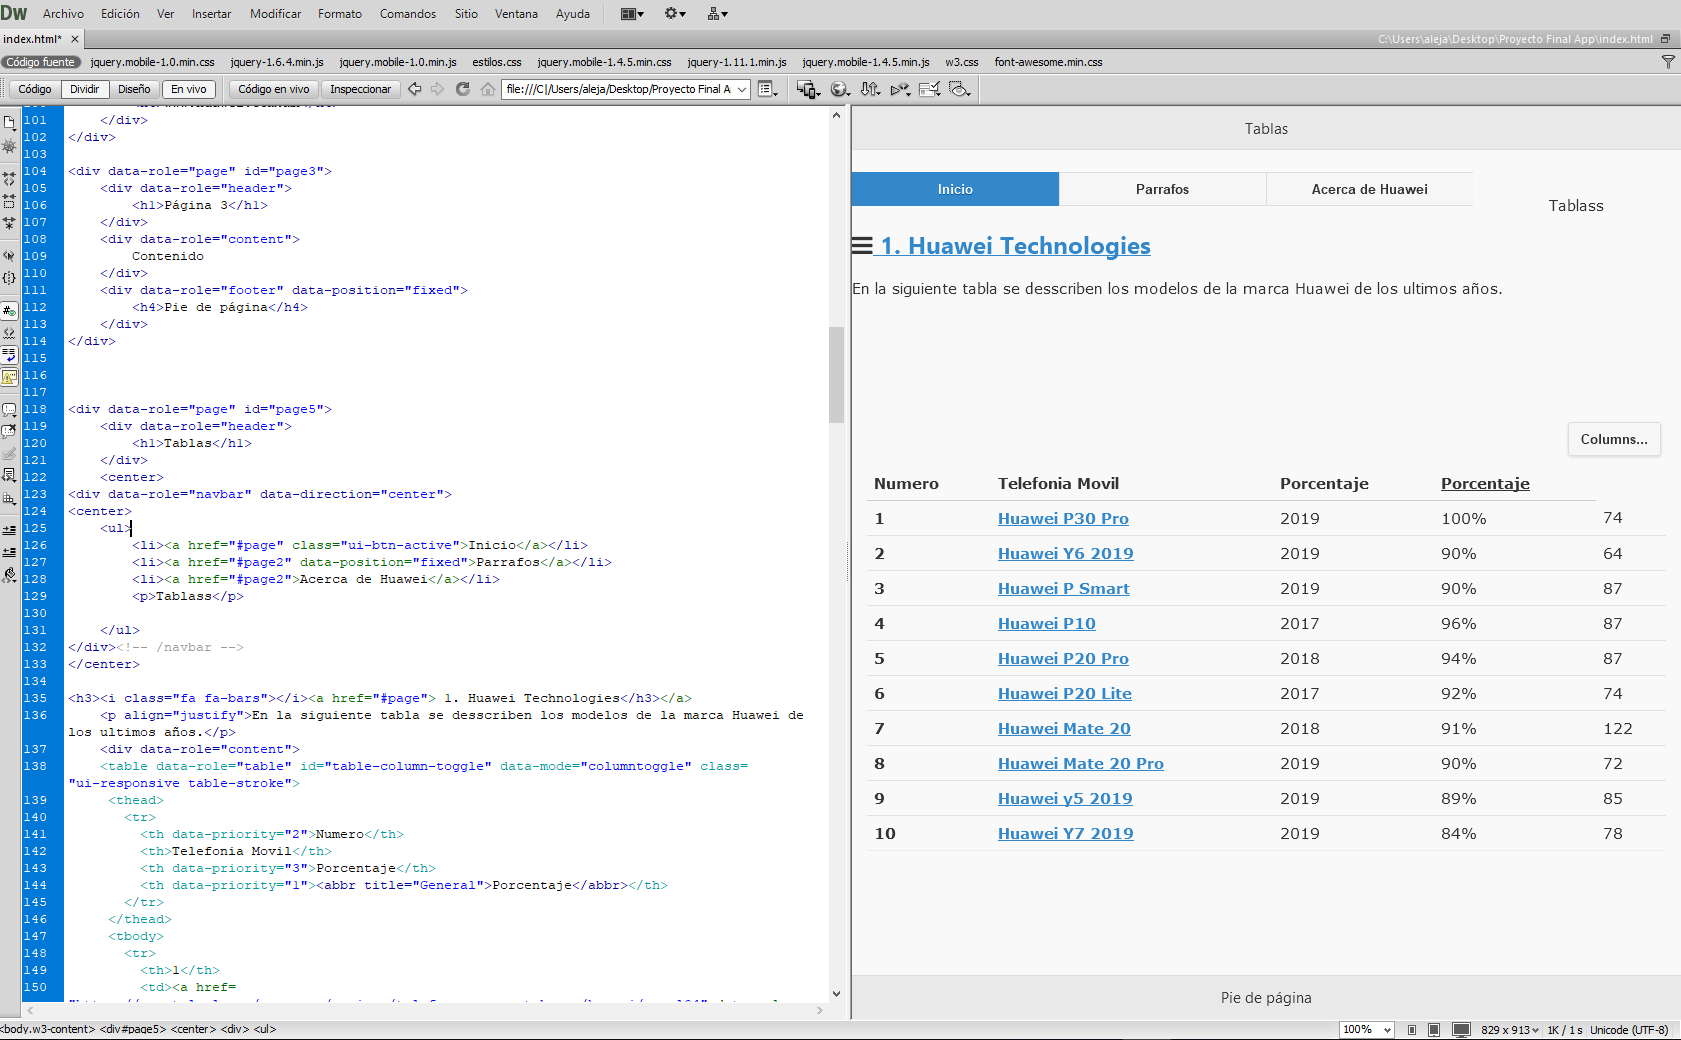 Dw Archivo Edición Ver Insertar Modificar Formato Comandos Sitio Ventana Ayuda
index.html* × C:\Users\aleja\Desktop\Proyecto Final App\index.html
Código fuente jquery.mobile-1.0.min.css jquery-1.6.4.min.js jquery.mobile-1.0.min.js estilos.css jquery.mobile-1.4.5.min.css jquery-1.11.1.min.js jquery.mobile-1.4.5.min.js w3.css font-awesome.min.css
Código Dividir Diseño En vivo Código en vivo Inspeccionar file:///C|/Users/aleja/Desktop/Proyecto Final A
101 </div>
102 </div>
103
104 <div data-role="page" id="page3">
105 <div data-role="header">
106 <h1>Página 3</h1>
107 </div>
108 <div data-role="content">
109 Contenido
110 </div>
111 <div data-role="footer" data-position="fixed">
112 <h4>Pie de página</h4>
113 </div>
114 </div>
115
116
117
118 <div data-role="page" id="page5">
119 <div data-role="header">
120 <h1>Tablas</h1>
121 </div>
122 <center>
123 <div data-role="navbar" data-direction="center">
124 <center>
125 <ul>
126 <li><a href="#page" class="ui-btn-active">Inicio</a></li>
127 <li><a href="#page2" data-position="fixed">Parrafos</a></li>
128 <li><a href="#page2">Acerca de Huawei</a></li>
129 <p>Tablass</p>
130
131 </ul>
132 </div><!-- /navbar -->
133 </center>
134
135 <h3><i class="fa fa-bars"></i><a href="#page"> 1. Huawei Technologies</h3></a>
136 <p align="justify">En la siguiente tabla se desscriben los modelos de la marca Huawei de
los ultimos años.</p>
137 <div data-role="content">
138 <table data-role="table" id="table-column-toggle" data-mode="columntoggle" class=
"ui-responsive table-stroke">
139 <thead>
140 <tr>
141 <th data-priority="2">Numero</th>
142 <th>Telefonia Movil</th>
143 <th data-priority="3">Porcentaje</th>
144 <th data-priority="1"><abbr title="General">Porcentaje</abbr></th>
145 </tr>
146 </thead>
147 <tbody>
148 <tr>
149 <th>1</th>
150 <td><a href=
Tablas
Inicio Parrafos Acerca de Huawei
Tablass
1. Huawei Technologies
En la siguiente tabla se desscriben los modelos de la marca Huawei de los ultimos años.
Columns...
Numero Telefonia Movil Porcentaje Porcentaje
1 Huawei P30 Pro 2019 100% 74
2 Huawei Y6 2019 2019 90% 64
3 Huawei P Smart 2019 90% 87
4 Huawei P10 2017 96% 87
5 Huawei P20 Pro 2018 94% 87
6 Huawei P20 Lite 2017 92% 74
7 Huawei Mate 20 2018 91% 122
8 Huawei Mate 20 Pro 2019 90% 72
9 Huawei y5 2019 2019 89% 85
10 Huawei Y7 2019 2019 84% 78
Pie de página
<body.w3-content> <div#page5> <center> <div> <ul> 100% 829 x 913 1K / 1 s Unicode (UTF-8)